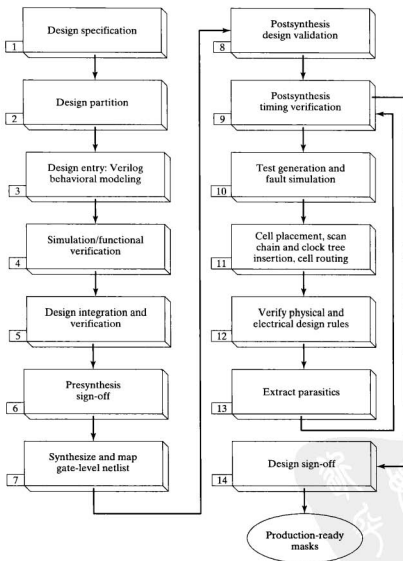 Design specification
1
Design partition
2
Design entry: Verilog
behavioral modeling
3
Simulation/functional
verification
4
Design integration and
verification
5
Presynthesis
sign-off
6
Synthesize and map
gate-level netlist
7
Postsynthesis
design validation
8
Postsynthesis
timing verification
9
Test generation and
fault simulation
10
Cell placement, scan
chain and clock tree
insertion, cell routing
11
Verify physical and
electrical design rules
12
Extract parasitics
13
Design sign-off
14
Production-ready
masks